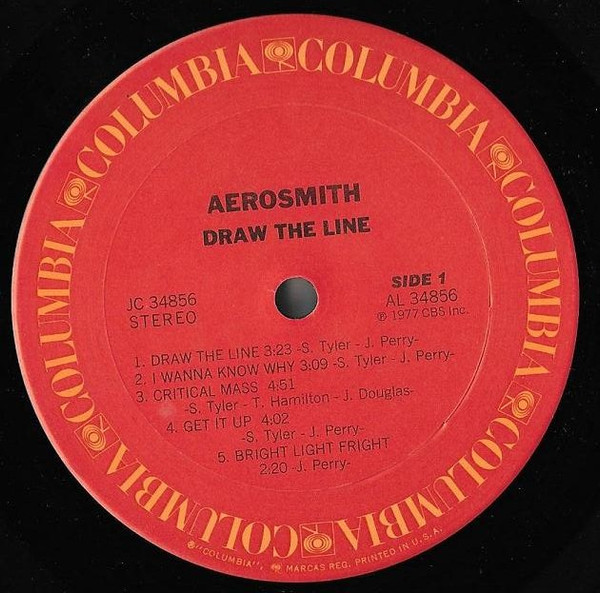 COLUMBIA COLUMBIA COLUMBIA COLUMBIA COLUMBIA COLUMBIA COLUMBIA COLUMBIA
AEROSMITH
DRAW THE LINE
JC 34856
STEREO
SIDE 1
AL 34856
℗ 1977 CBS Inc.
1. DRAW THE LINE 3:23 -S. Tyler - J. Perry-
2. I WANNA KNOW WHY 3:09 -S. Tyler - J. Perry-
3. CRITICAL MASS 4:51
-S. Tyler - T. Hamilton - J. Douglas-
4. GET IT UP 4:02
-S. Tyler - J. Perry-
5. BRIGHT LIGHT FRIGHT
2:20 -J. Perry-
®"COLUMBIA", MARCAS REG. PRINTED IN U.S.A.